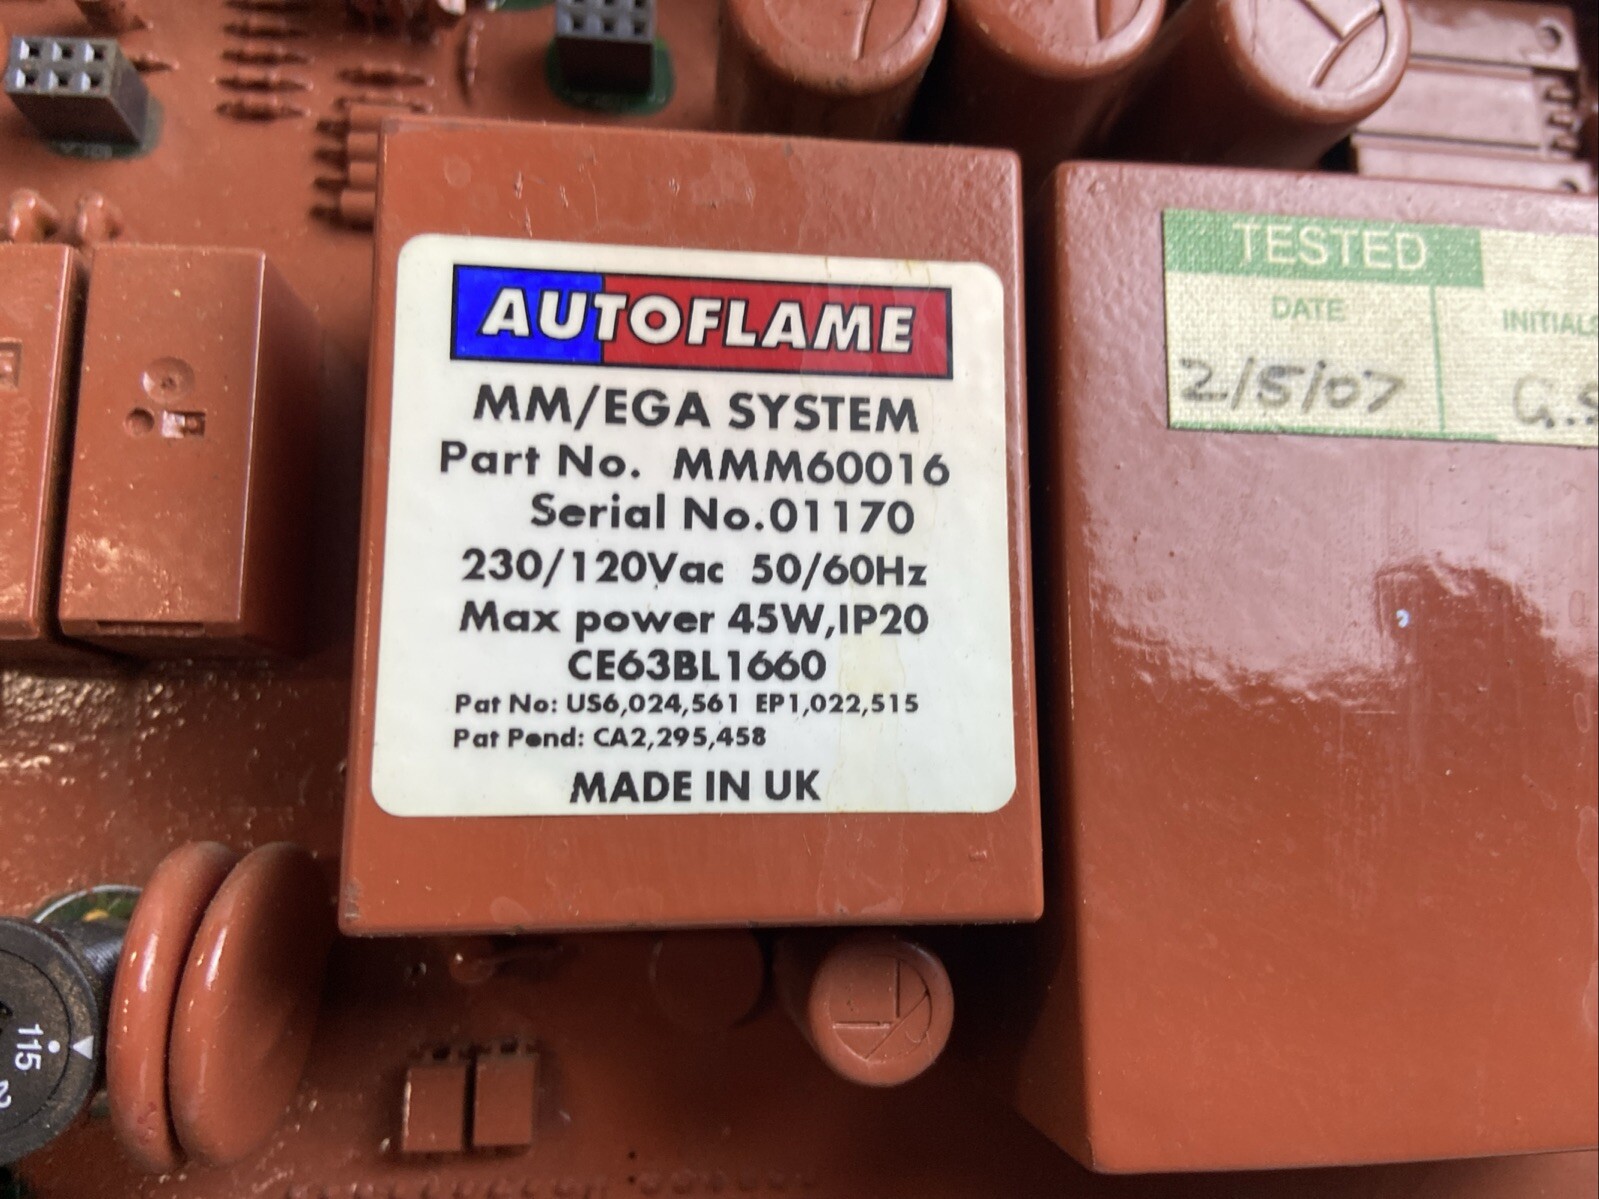 AUTOFLAME
MM/EGA SYSTEM
Part No. MMM60016
Serial No.01170
230/120Vac 50/60Hz
Max power 45W,IP20
CE63BL1660
Pat No: US6,024,561 EP1,022,515
Pat Pend: CA2,295,458
MADE IN UK
TESTED
DATE
INITIALS
2/5/07
G.S
115